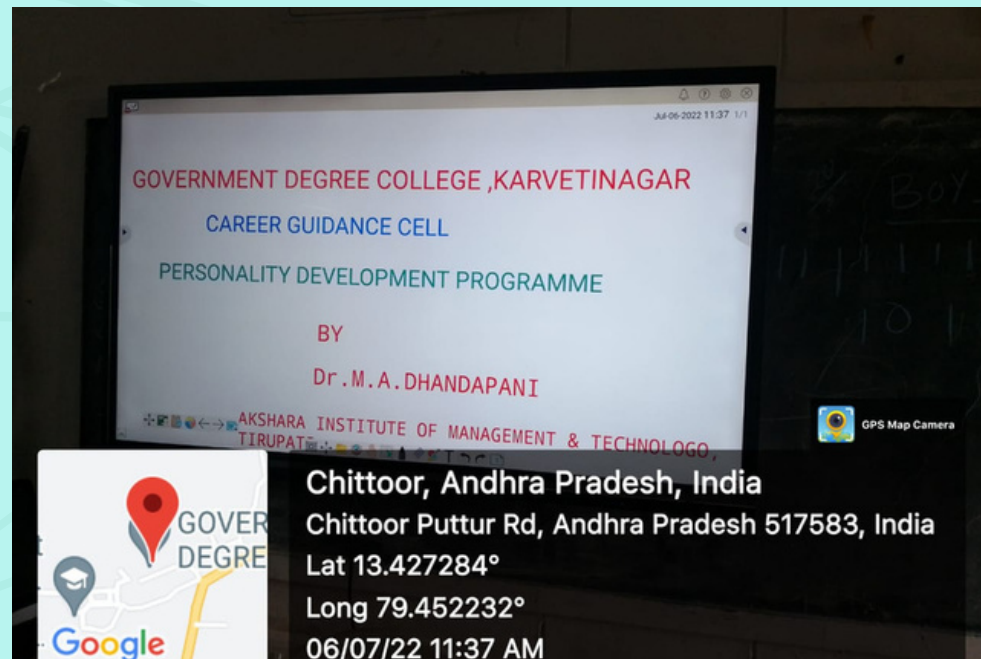 Jul-06-2022 11:37 1/1
GOVERNMENT DEGREE COLLEGE ,KARVETINAGAR
CAREER GUIDANCE CELL
PERSONALITY DEVELOPMENT PROGRAMME
BY
Dr.M.A.DHANDAPANI
AKSHARA INSTITUTE OF MANAGEMENT & TECHNOLOGO,
TIRUPAT
BOY
GPS Map Camera
GOVER
DEGRE
Google
Chittoor, Andhra Pradesh, India
Chittoor Puttur Rd, Andhra Pradesh 517583, India
Lat 13.427284°
Long 79.452232°
06/07/22 11:37 AM